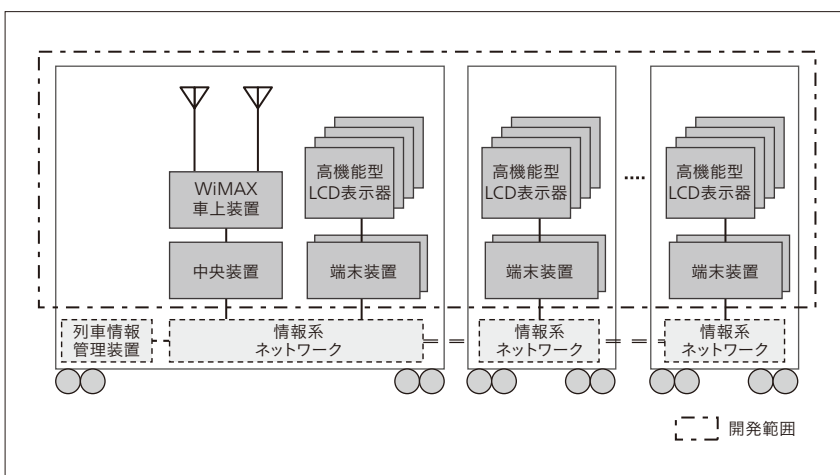 WiMAX
車上装置
高機能型
LCD表示器
高機能型
LCD表示器
....
高機能型
LCD表示器
中央装置
端末装置
端末装置
端末装置
列車情報
管理装置
情報系
ネットワーク
情報系
ネットワーク
情報系
ネットワーク
開発範囲